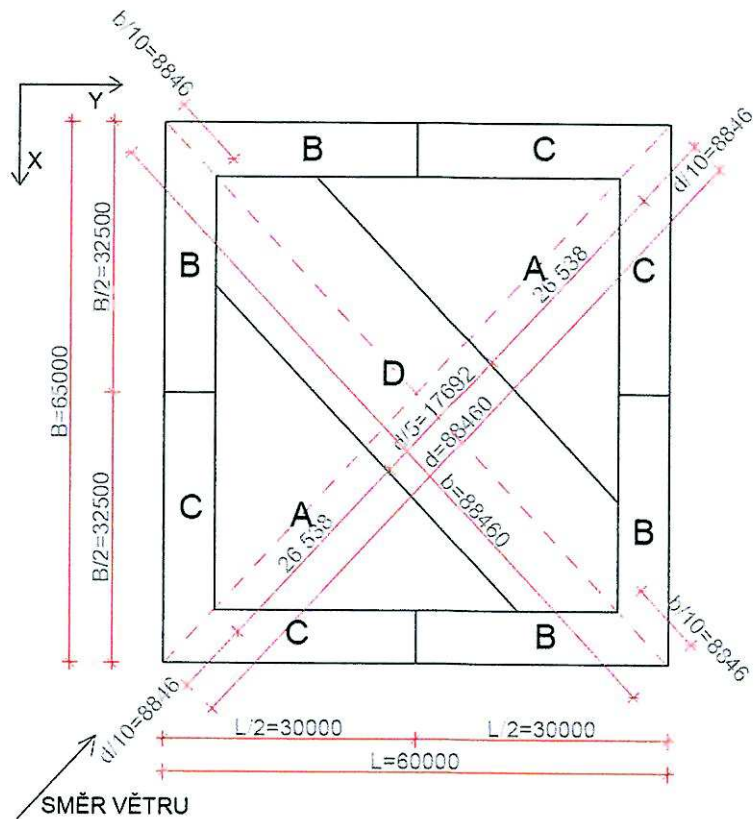 b/10=8846
Y
X
B
C
d/10=8846
B
A
C
26 538
B/2=32500
B=65000
D
d/5=17692
d=88460
b=88460
B/2=32500
C
A
26 538
B
C
B
b/10=8846
d/10=8846
L/2=30000
L/2=30000
L=60000
SMĚR VĚTRU